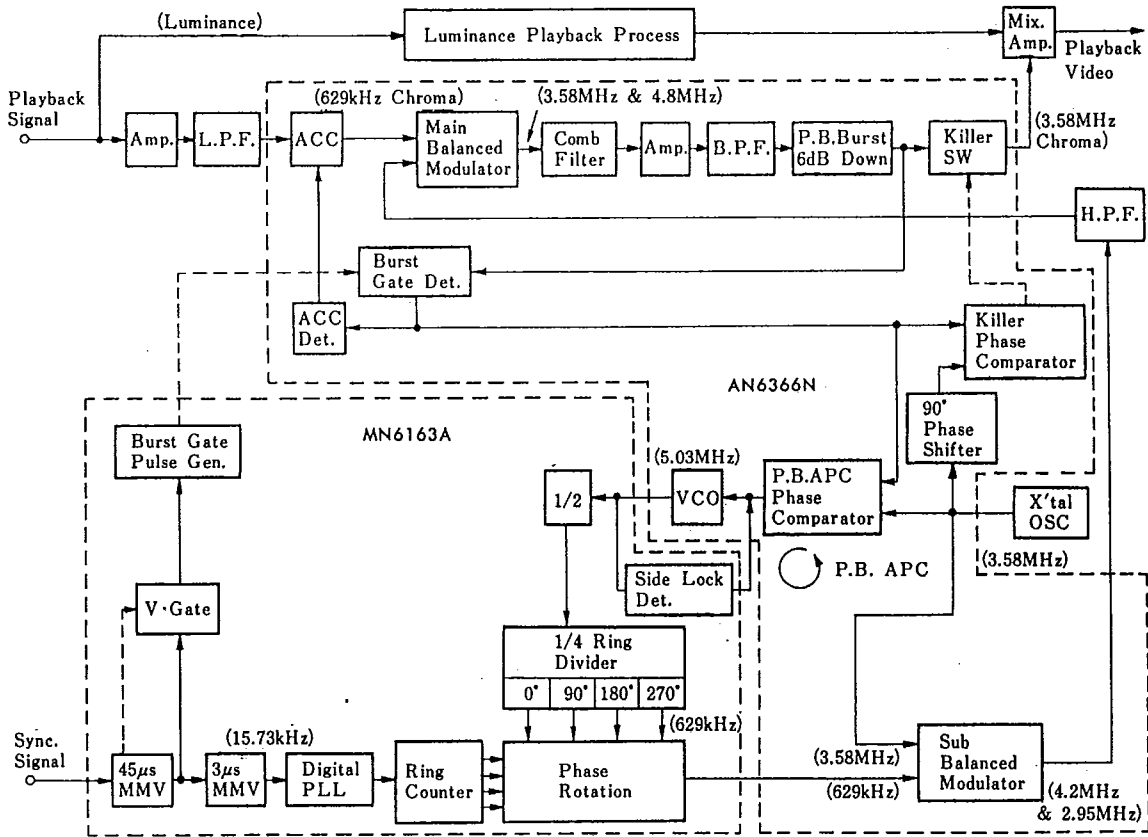 (Luminance)
Luminance Playback Process
Mix.
Amp.
Playback
Video
Playback
Signal
(629kHz Chroma)
(3.58MHz & 4.8MHz)
(3.58MHz
Chroma)
Amp.
L.P.F.
ACC
Main
Balanced
Modulator
Comb
Filter
Amp.
B.P.F.
P.B.Burst
6dB Down
Killer
SW
H.P.F.
Burst
Gate Det.
ACC
Det.
Killer
Phase
Comparator
AN6366N
90°
Phase
Shifter
MN6163A
Burst Gate
Pulse Gen.
(5.03MHz)
1/2
VCO
P.B.APC
Phase
Comparator
X'tal
OSC
(3.58MHz)
Side Lock
Det.
P.B. APC
V·Gate
1/4 Ring
Divider
0° 90° 180° 270°
(629kHz)
Sync.
Signal
(15.73kHz)
45μs
MMV
3μs
MMV
Digital
PLL
Ring
Counter
Phase
Rotation
(3.58MHz)
(629kHz)
Sub
Balanced
Modulator
(4.2MHz
& 2.95MHz)